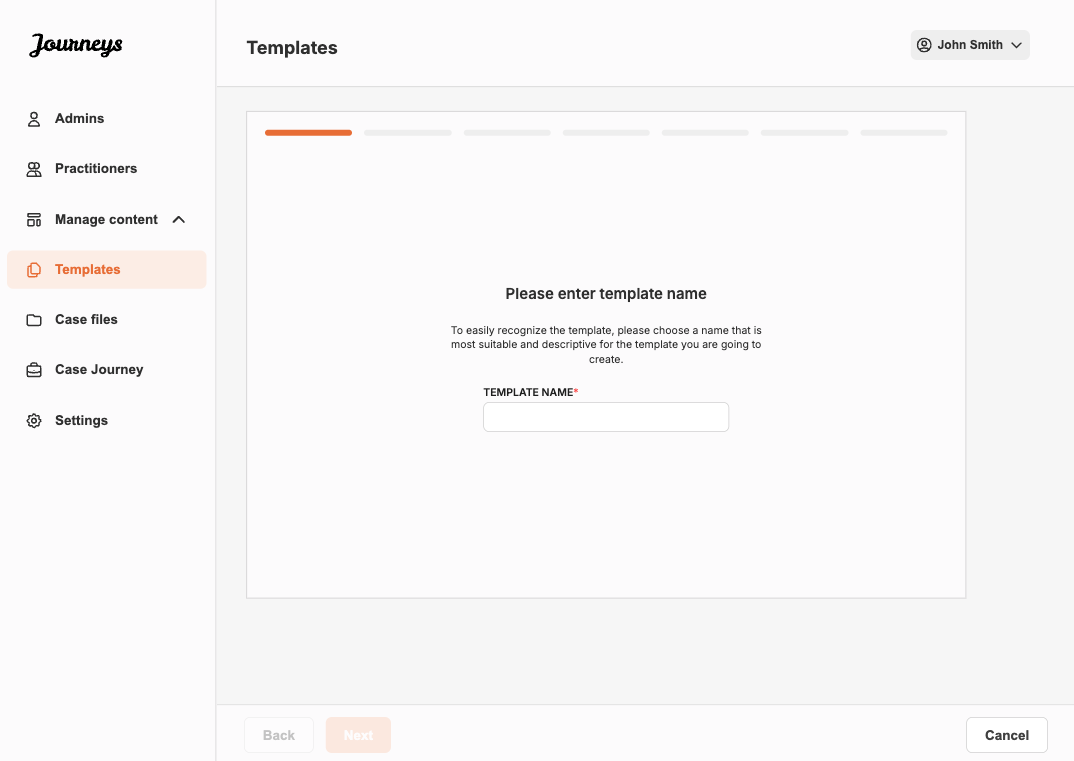 Journeys
Templates
John Smith
Admins
Practitioners
Manage content
Templates
Case files
Case Journey
Settings
Please enter template name
To easily recognize the template, please choose a name that is
most suitable and descriptive for the template you are going to
create.
TEMPLATE NAME*
Back
Next
Cancel